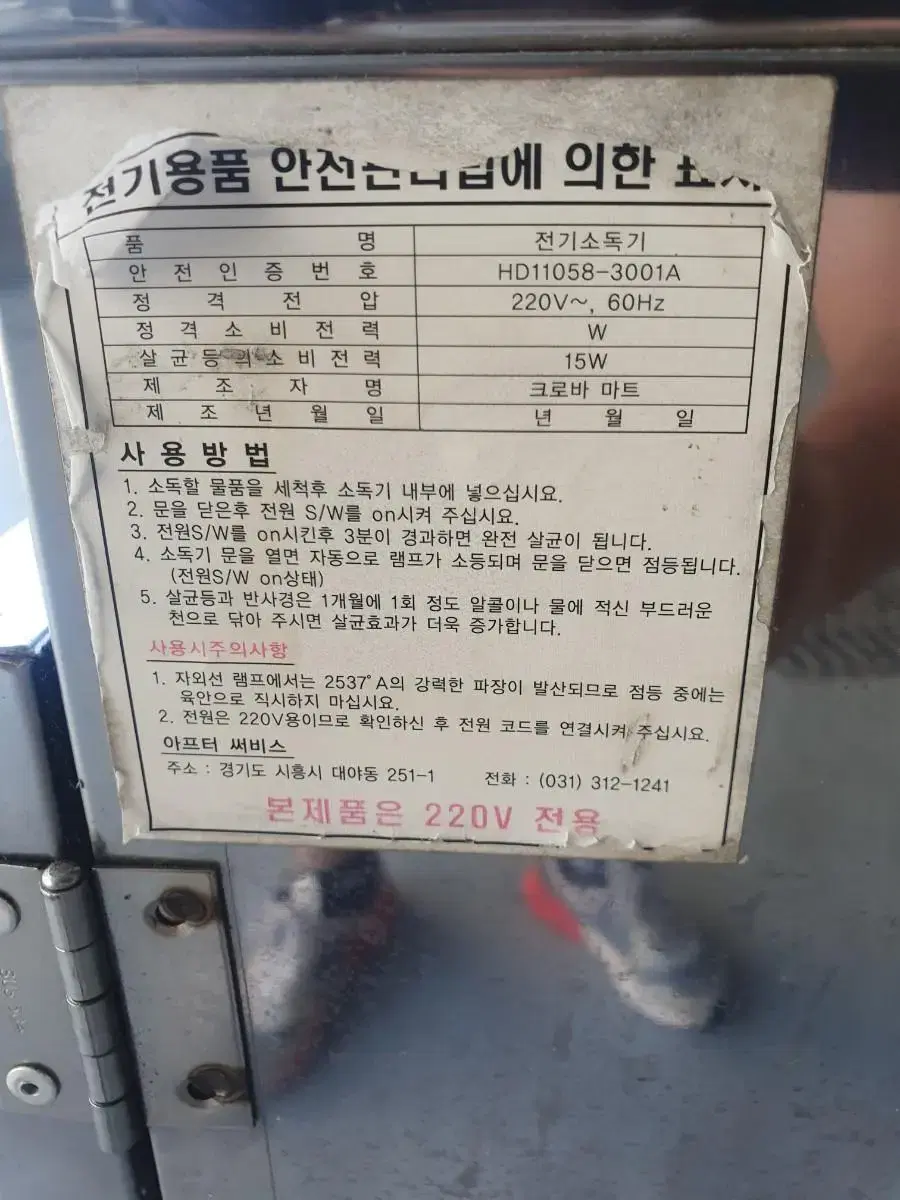 전기용품 안전관리법에 의한 표시
품 명 전기소독기
안 전 인 증 번 호 HD11058-3001A
정 격 전 압 220V~, 60Hz
정 격 소 비 전 력 W
살 균 등 의 소 비 전 력 15W
제 조 자 명 크로바 마트
제 조 년 월 일 년 월 일
사 용 방 법
1. 소독할 물품을 세척후 소독기 내부에 넣으십시요.
2. 문을 닫은후 전원 S/W를 on시켜 주십시요.
3. 전원S/W를 on시킨후 3분이 경과하면 완전 살균이 됩니다.
4. 소독기 문을 열면 자동으로 램프가 소등되며 문을 닫으면 점등됩니다.
(전원S/W on상태)
5. 살균등과 반사경은 1개월에 1회 정도 알콜이나 물에 적신 부드러운
천으로 닦아 주시면 살균효과가 더욱 증가합니다.
사용시주의사항
1. 자외선 램프에서는 2537°A의 강력한 파장이 발산되므로 점등 중에는
육안으로 직시하지 마십시요.
2. 전원은 220V용이므로 확인하신 후 전원 코드를 연결시켜 주십시요.
아프터 써비스
주소 : 경기도 시흥시 대야동 251-1 전화 : (031) 312-1241
본제품은 220V 전용